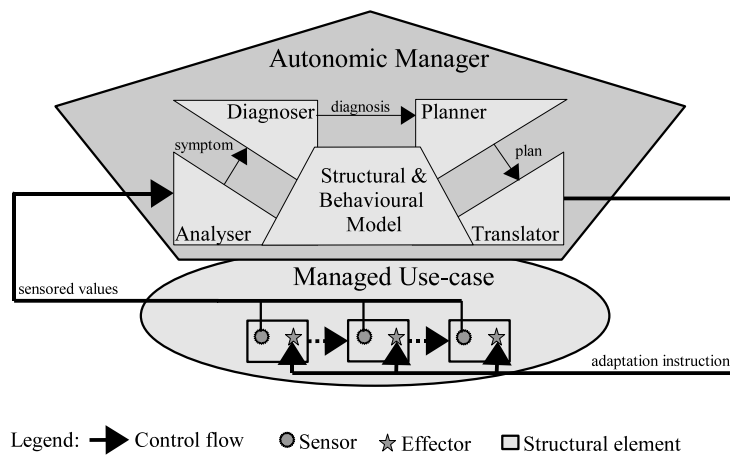 Autonomic Manager
Diagnoser
diagnosis
Planner
symptom
plan
Structural &
Behavioural
Model
Analyser
Translator
Managed Use-case
sensored values
adaptation instruction
Legend:
Control flow
Sensor
Effector
Structural element